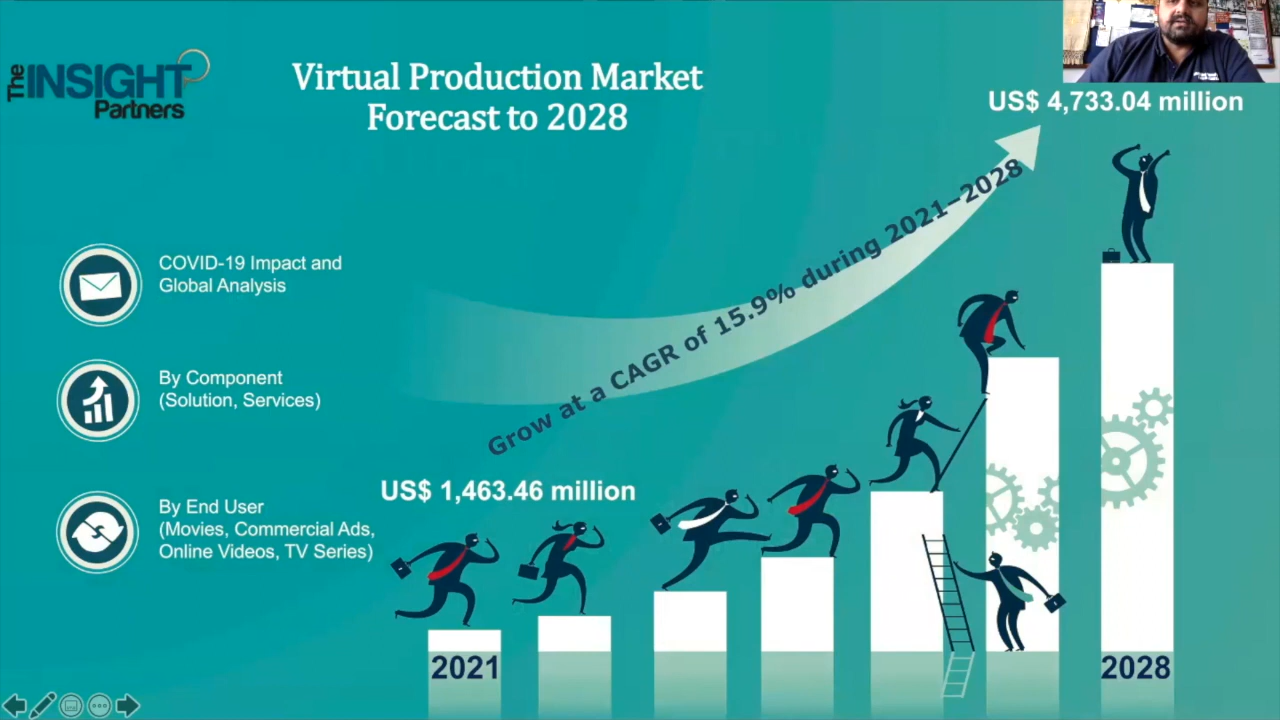 The
INSIGHT
Partners
Virtual Production Market
Forecast to 2028
US$ 4,733.04 million
Grow at a CAGR of 15.9% during 2021–2028
COVID-19 Impact and
Global Analysis
By Component
(Solution, Services)
US$ 1,463.46 million
By End User
(Movies, Commercial Ads,
Online Videos, TV Series)
2021
2028